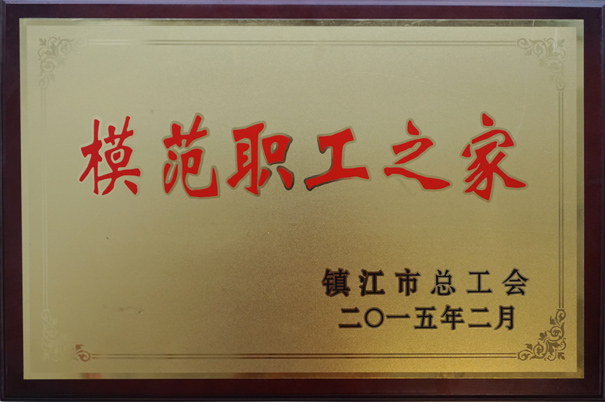 模范职工之家
镇江市总工会
二〇一五年二月